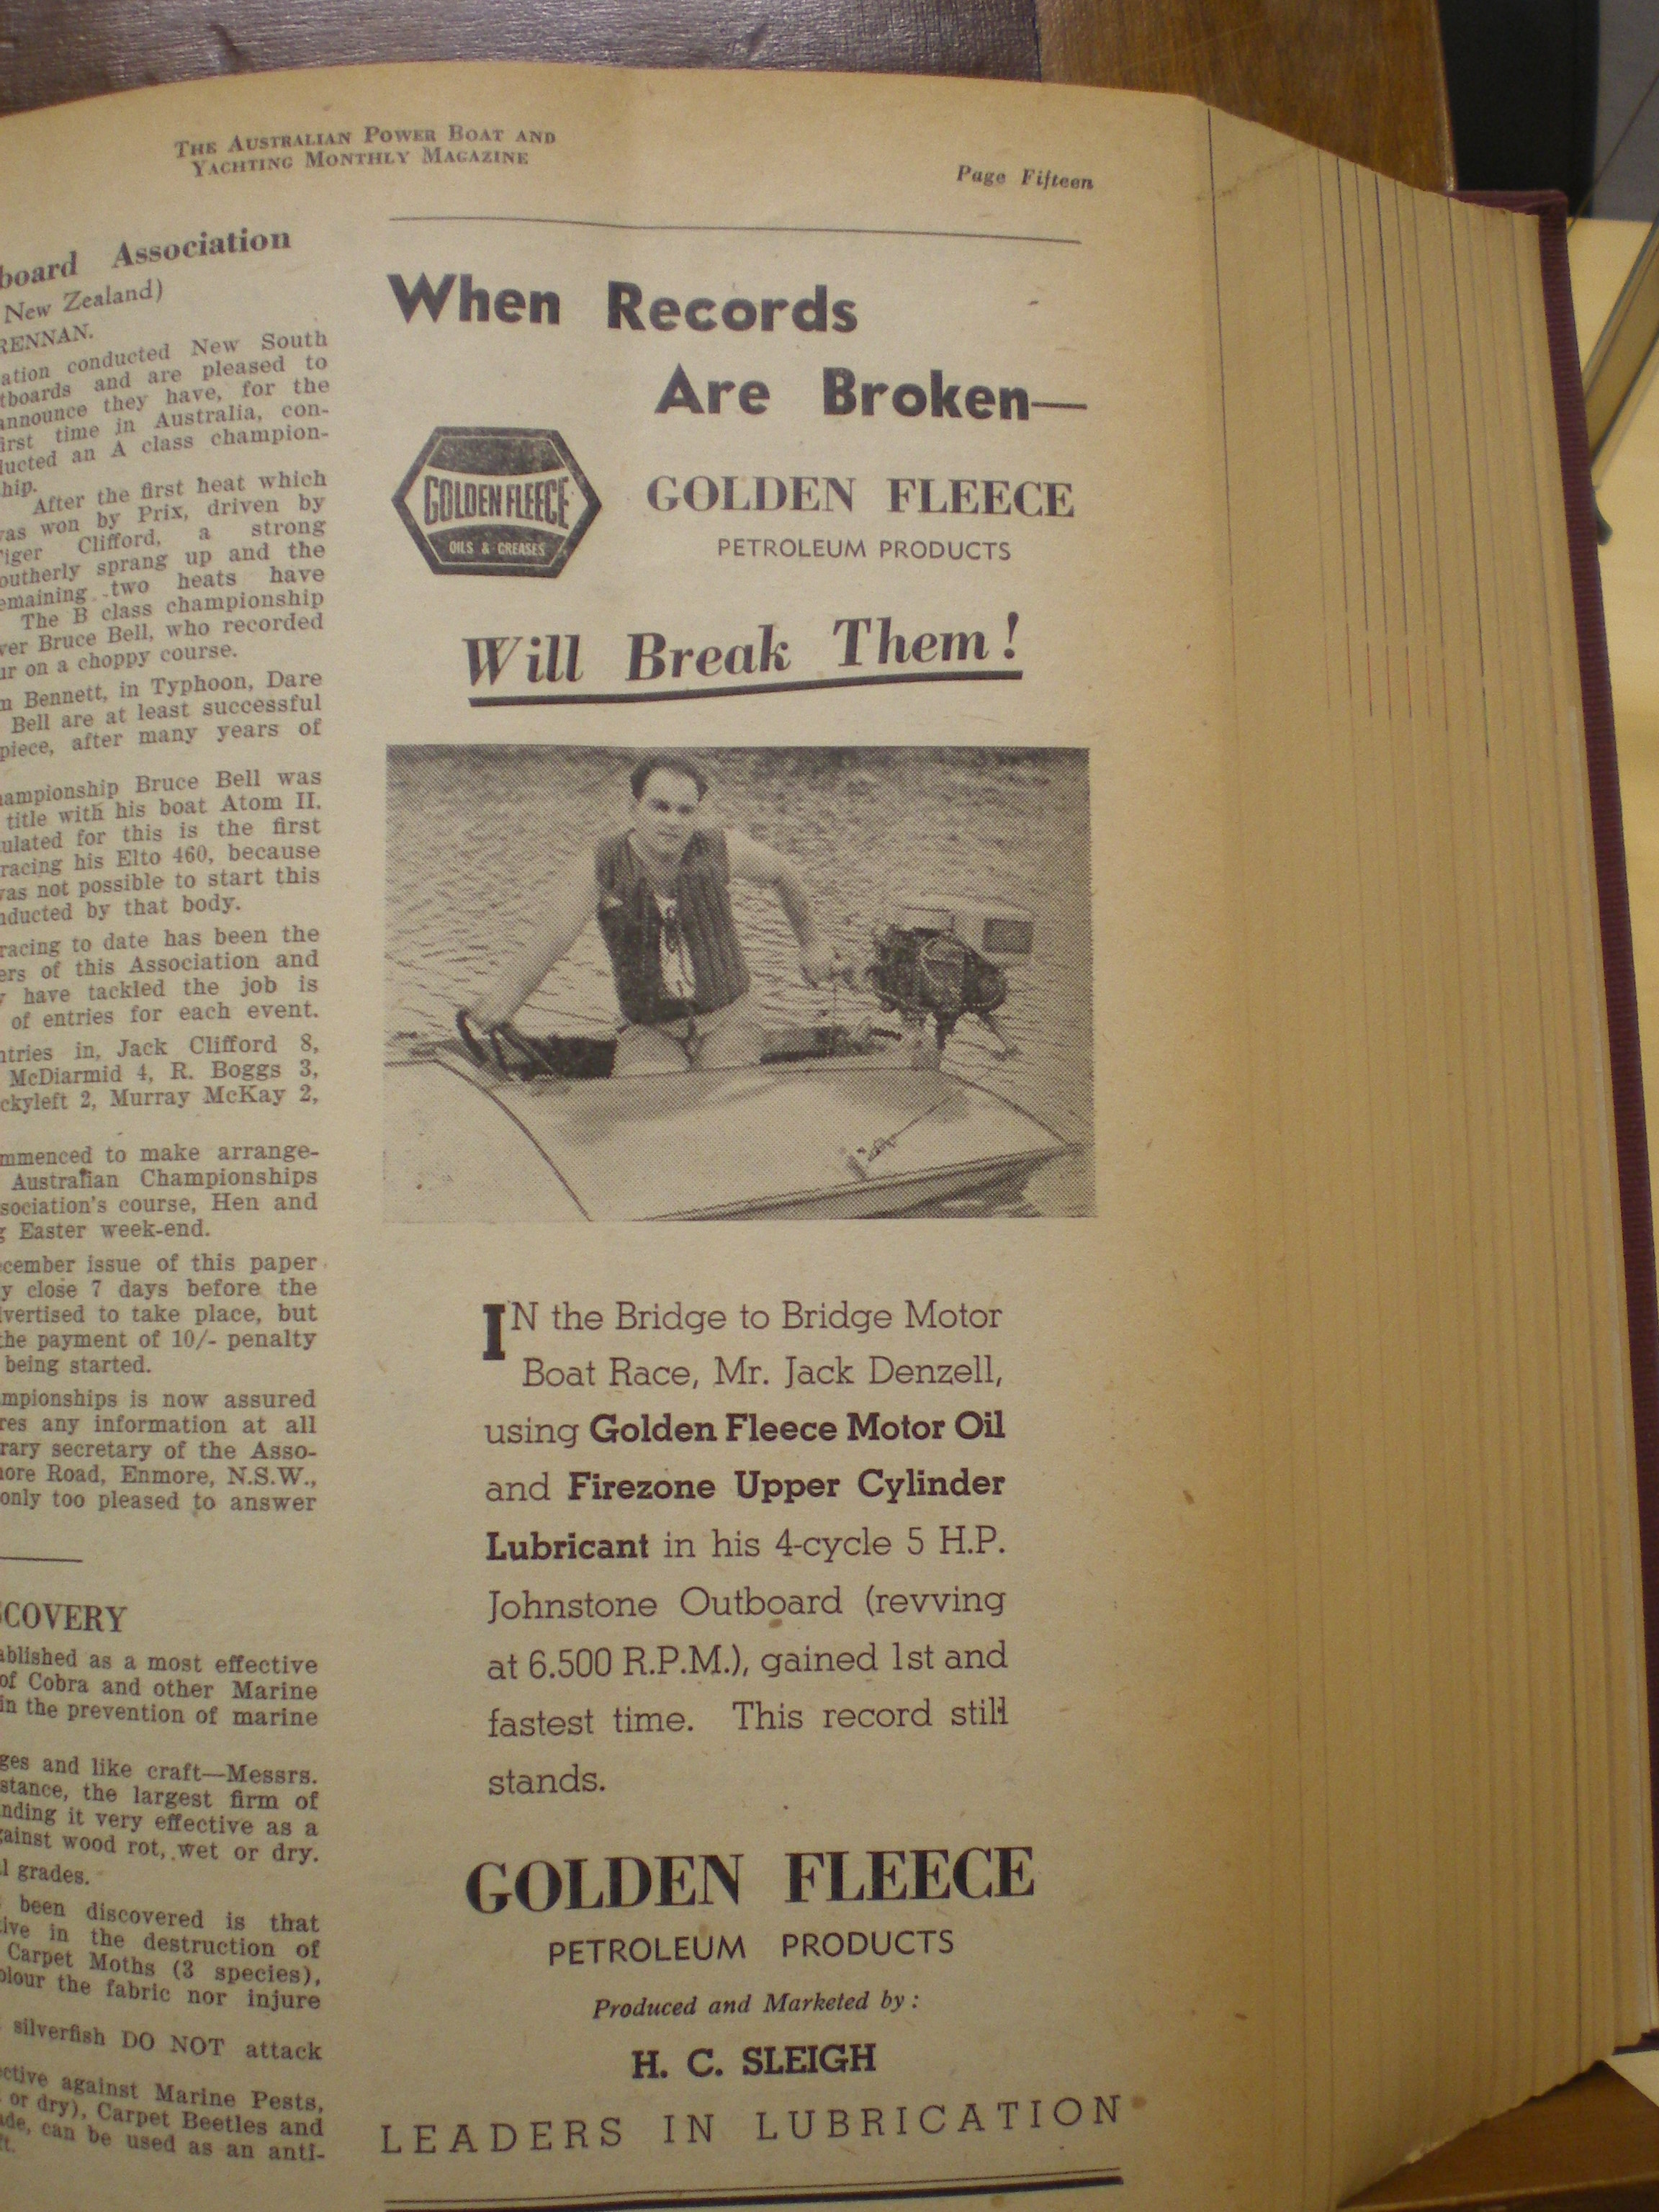 THE AUSTRALIAN POWER BOAT AND
YACHTING MONTHLY MAGAZINE
Page Fifteen
board Association
New Zealand)
RENNAN.
ation conducted New South
tboards and are pleased to
announce they have, for the
first time in Australia, con-
ducted an A class champion-
ship.
After the first heat which
was won by Prix, driven by
Tiger Clifford, a strong
southerly sprang up and the
remaining two heats have
The B class championship
ver Bruce Bell, who recorded
ur on a choppy course.
n Bennett, in Typhoon, Dare
Bell are at least successful
piece, after many years of
hampionship Bruce Bell was
title with his boat Atom II.
ulated for this is the first
racing his Elto 460, because
was not possible to start this
nducted by that body.
racing to date has been the
ers of this Association and
y have tackled the job is
of entries for each event.
ntries in, Jack Clifford 8,
McDiarmid 4, R. Boggs 3,
ckyleft 2, Murray McKay 2,
mmenced to make arrange-
Australian Championships
sociation's course, Hen and
g Easter week-end.
ecember issue of this paper
y close 7 days before the
dvertised to take place, but
the payment of 10/- penalty
being started.
mpionships is now assured
res any information at all
rary secretary of the Asso-
more Road, Enmore, N.S.W.,
only too pleased to answer
SCOVERY
ablished as a most effective
of Cobra and other Marine
in the prevention of marine
ges and like craft—Messrs.
stance, the largest firm of
nding it very effective as a
gainst wood rot, wet or dry.
l grades.
been discovered is that
tive in the destruction of
Carpet Moths (3 species),
olour the fabric nor injure
silverfish DO NOT attack
ective against Marine Pests,
or dry), Carpet Beetles and
ade, can be used as an anti-
ft.
When Records
Are Broken—
GOLDEN FLEECE
OILS & GREASES
GOLDEN FLEECE
PETROLEUM PRODUCTS
Will Break Them!
IN the Bridge to Bridge Motor
Boat Race, Mr. Jack Denzell,
using Golden Fleece Motor Oil
and Firezone Upper Cylinder
Lubricant in his 4-cycle 5 H.P.
Johnstone Outboard (revving
at 6.500 R.P.M.), gained 1st and
fastest time. This record still
stands.
GOLDEN FLEECE
PETROLEUM PRODUCTS
Produced and Marketed by:
H. C. SLEIGH
LEADERS IN LUBRICATION